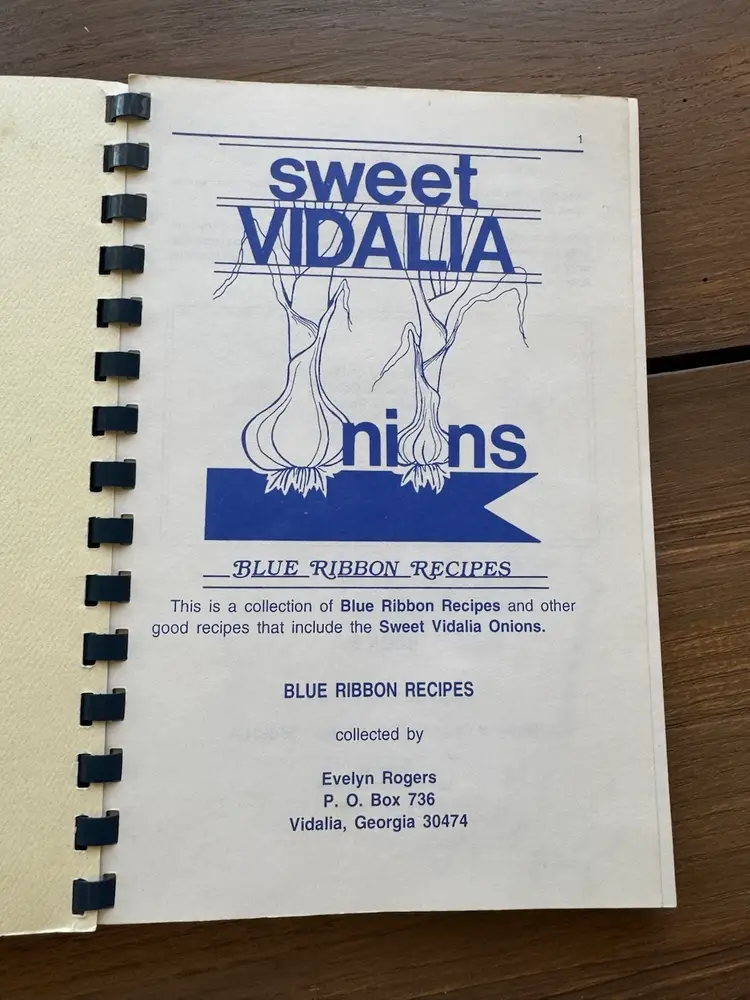 1
sweet
VIDALIA
Onions
BLUE RIBBON RECIPES
This is a collection of Blue Ribbon Recipes and other
good recipes that include the Sweet Vidalia Onions.
BLUE RIBBON RECIPES
collected by
Evelyn Rogers
P. O. Box 736
Vidalia, Georgia 30474